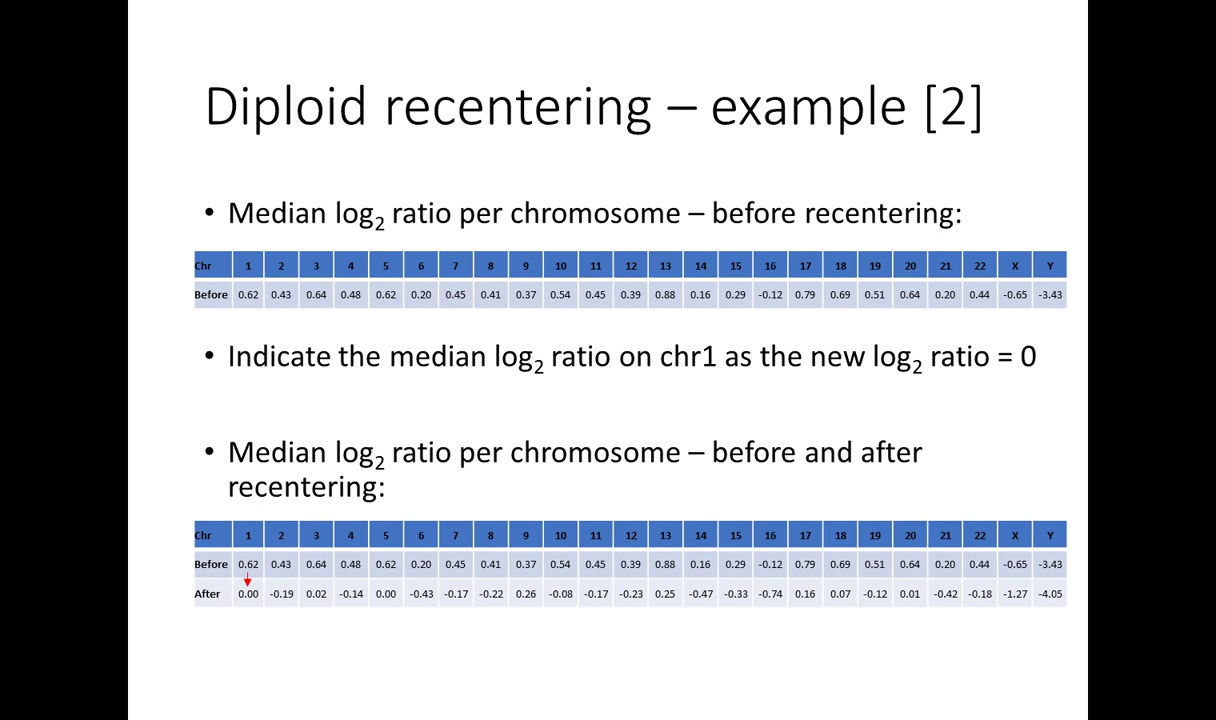 Diploid recentering – example [2]
• Median log2 ratio per chromosome – before recentering:
Chr 1 2 3 4 5 6 7 8 9 10 11 12 13 14 15 16 17 18 19 20 21 22 X Y
Before 0.62 0.43 0.64 0.48 0.62 0.20 0.45 0.41 0.37 0.54 0.45 0.39 0.88 0.16 0.29 -0.12 0.79 0.69 0.51 0.64 0.20 0.44 -0.65 -3.43
• Indicate the median log2 ratio on chr1 as the new log2 ratio = 0
• Median log2 ratio per chromosome – before and after
recentering:
Chr 1 2 3 4 5 6 7 8 9 10 11 12 13 14 15 16 17 18 19 20 21 22 X Y
Before 0.62 0.43 0.64 0.48 0.62 0.20 0.45 0.41 0.37 0.54 0.45 0.39 0.88 0.16 0.29 -0.12 0.79 0.69 0.51 0.64 0.20 0.44 -0.65 -3.43
After 0.00 -0.19 0.02 -0.14 0.00 -0.43 -0.17 -0.22 0.26 -0.08 -0.17 -0.23 0.25 -0.47 -0.33 -0.74 0.16 0.07 -0.12 0.01 -0.42 -0.18 -1.27 -4.05